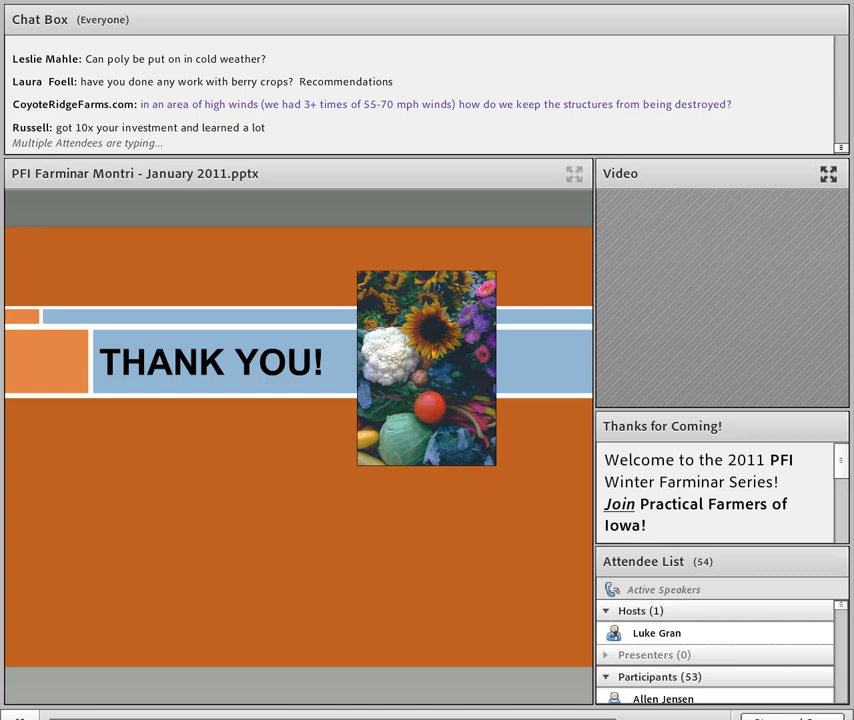 Chat Box (Everyone)
Leslie Mahle: Can poly be put on in cold weather?
Laura Foell: have you done any work with berry crops? Recommendations
CoyoteRidgeFarms.com: in an area of high winds (we had 3+ times of 55-70 mph winds) how do we keep the structures from being destroyed?
Russell: got 10x your investment and learned a lot
Multiple Attendees are typing...
PFI Farminar Montri - January 2011.pptx
THANK YOU!
Video
Thanks for Coming!
Welcome to the 2011 PFI
Winter Farminar Series!
Join Practical Farmers of
Iowa!
Attendee List (54)
Active Speakers
Hosts (1)
Luke Gran
Presenters (0)
Participants (53)
Allen Jensen